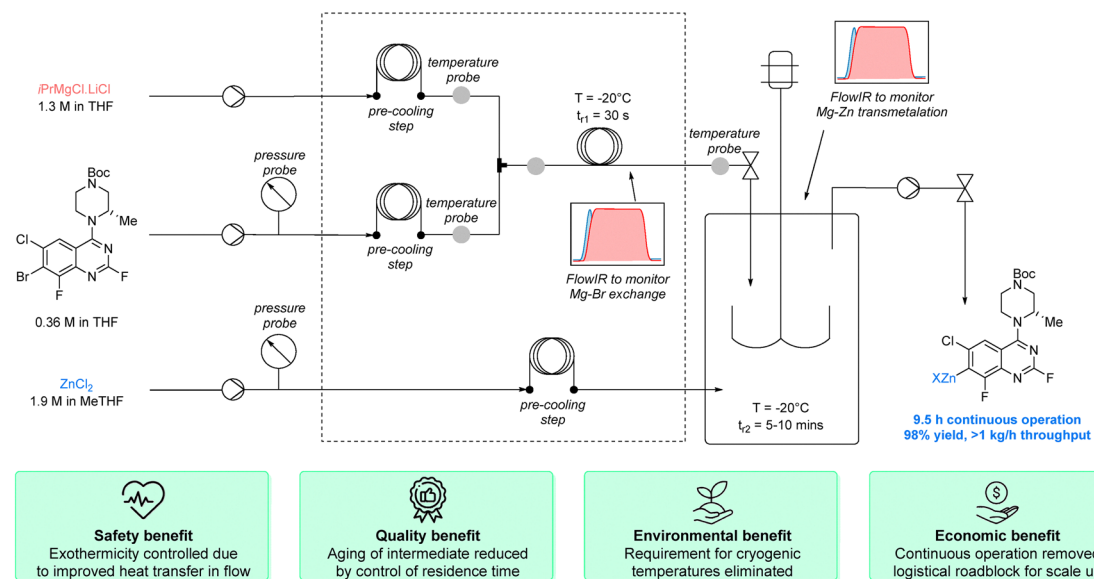 iPrMgCl.LiCl
1.3 M in THF
temperature
probe
pre-cooling
step
T = -20°C
tr1 = 30 s
temperature
probe
FlowIR to monitor
Mg-Zn transmetalation
pressure
probe
Boc
N
Me
N
Cl
N
Br
N
F
F
0.36 M in THF
temperature
probe
pre-cooling
step
FlowIR to monitor
Mg-Br exchange
pressure
probe
ZnCl2
1.9 M in MeTHF
pre-cooling
step
T = -20°C
tr2 = 5-10 mins
Boc
N
N
Me
Cl
N
XZn
N
F
F
9.5 h continuous operation
98% yield, >1 kg/h throughput
Safety benefit
Exothermicity controlled due
to improved heat transfer in flow
Quality benefit
Aging of intermediate reduced
by control of residence time
Environmental benefit
Requirement for cryogenic
temperatures eliminated
$
Economic benefit
Continuous operation removed
logistical roadblock for scale u